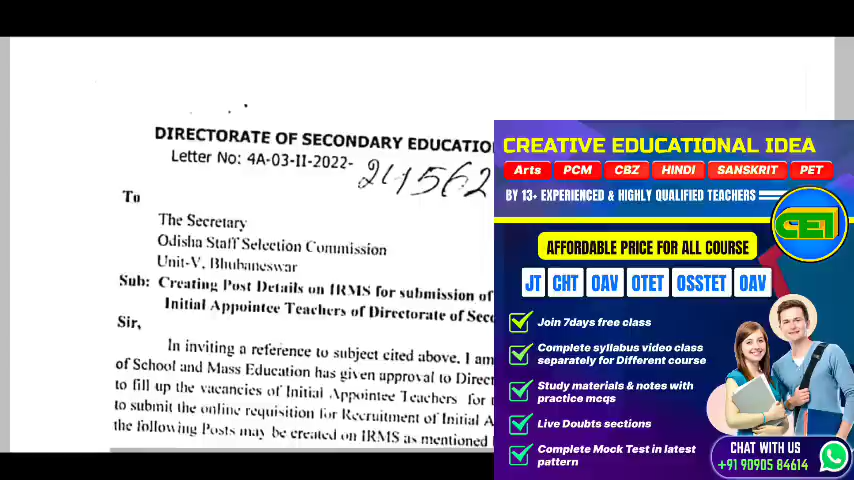 DIRECTORATE OF SECONDARY EDUCATIO
Letter No: 4A-03-II-2022-
To
The Secretary
Odisha Staff Selection Commission
Unit-V, Bhubaneswar
Sub: Creating Post Details on IRMS for submission of
Initial Appointee Teachers of Directorate of Seco
Sir,
In inviting a reference to subject cited above, I am
of School and Mass Education has given approval to Direct
to fill up the vacancies of Initial Appointee Teachers for
to submit the online requisition for Recruitment of Initial A
the following Posts may be created on IRMS as mentioned
CREATIVE EDUCATIONAL IDEA
Arts PCM CBZ HINDI SANSKRIT PET
BY 13+ EXPERIENCED & HIGHLY QUALIFIED TEACHERS
CEI
AFFORDABLE PRICE FOR ALL COURSE
JT CHT OAV OTET OSSTET OAV
Join 7days free class
Complete syllabus video class
separately for Different course
Study materials & notes with
practice mcqs
Live Doubts sections
Complete Mock Test in latest
pattern
CHAT WITH US
+91 90905 84614